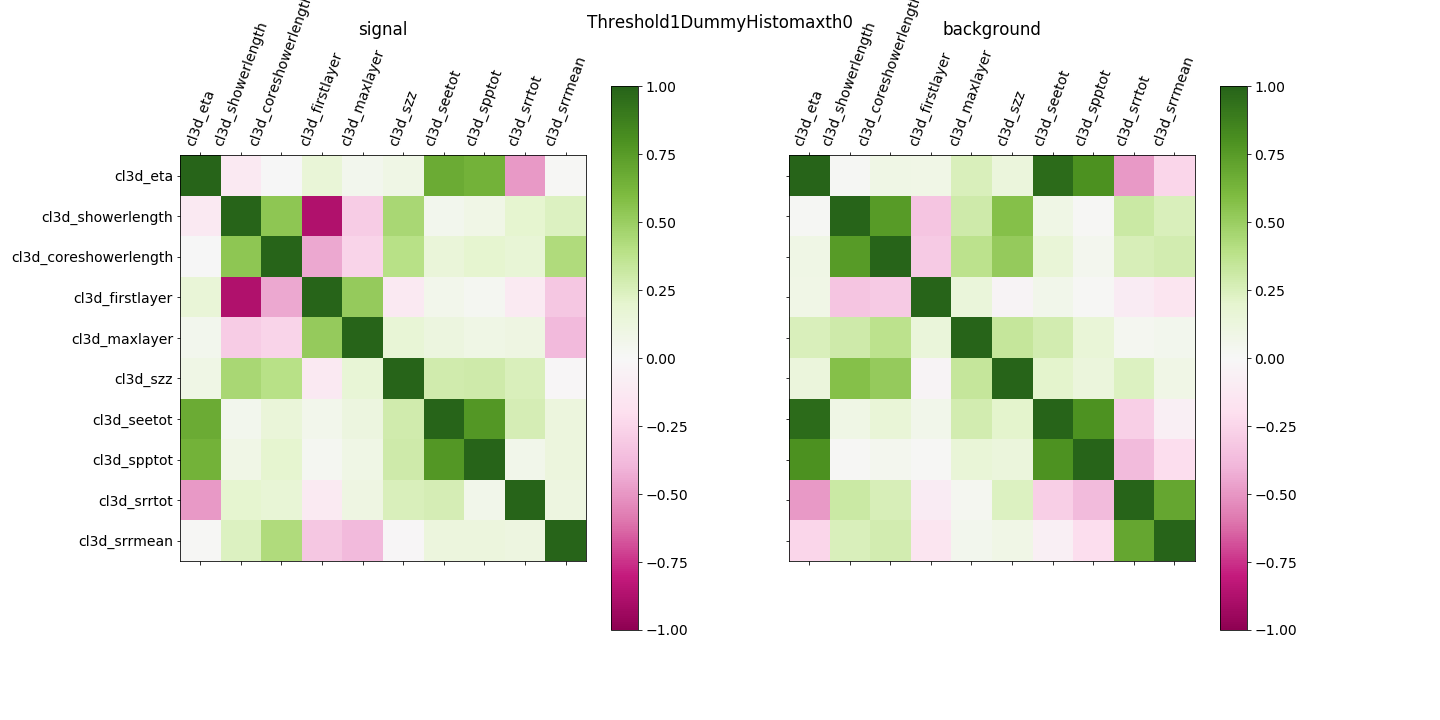 Threshold1DummyHistomaxth0
signal
cl3d_eta
cl3d_showerlength
cl3d_coreshowerlength
cl3d_firstlayer
cl3d_maxlayer
cl3d_szz
cl3d_seetot
cl3d_spptot
cl3d_srrtot
cl3d_srrmean
cl3d_eta
cl3d_showerlength
cl3d_coreshowerlength
cl3d_firstlayer
cl3d_maxlayer
cl3d_szz
cl3d_seetot
cl3d_spptot
cl3d_srrtot
cl3d_srrmean
1.00
0.75
0.50
0.25
0.00
−0.25
−0.50
−0.75
−1.00
background
cl3d_eta
cl3d_showerlength
cl3d_coreshowerlength
cl3d_firstlayer
cl3d_maxlayer
cl3d_szz
cl3d_seetot
cl3d_spptot
cl3d_srrtot
cl3d_srrmean
1.00
0.75
0.50
0.25
0.00
−0.25
−0.50
−0.75
−1.00